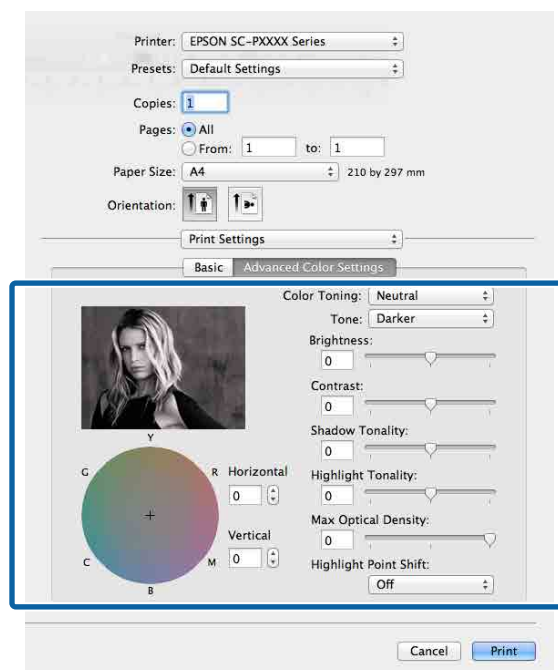 Printer: EPSON SC-PXXXX Series
Presets: Default Settings
Copies: 1
Pages: All
From: 1 to: 1
Paper Size: A4 210 by 297 mm
Orientation:
Print Settings
Basic Advanced Color Settings
Color Toning: Neutral
Tone: Darker
Brightness:
0
Contrast:
0
Shadow Tonality:
0
Highlight Tonality:
0
Max Optical Density:
0
Highlight Point Shift:
Off
Y
G R
C M
B
Horizontal
0
Vertical
0
Cancel Print